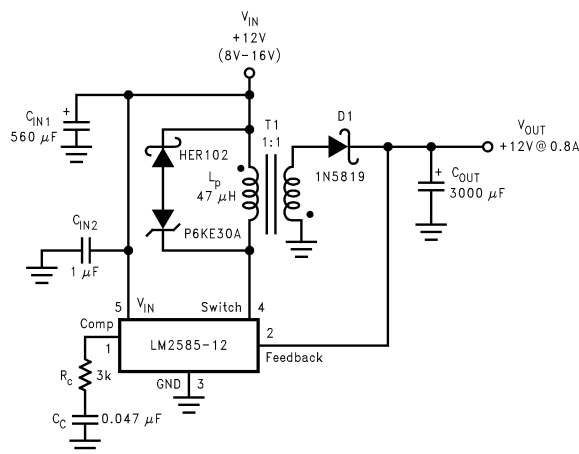 V_IN
+12V
(8V-16V)
C_IN1
+
560 µF
T1
1:1
D1
V_OUT
+12V@0.8A
HER102
L_p
47 µH
1N5819
+
C_OUT
3000 µF
P6KE30A
C_IN2
1 µF
5
V_IN
Switch
4
Comp
1
LM2585-12
2
Feedback
R_c
3k
GND
3
C_C
0.047 µF